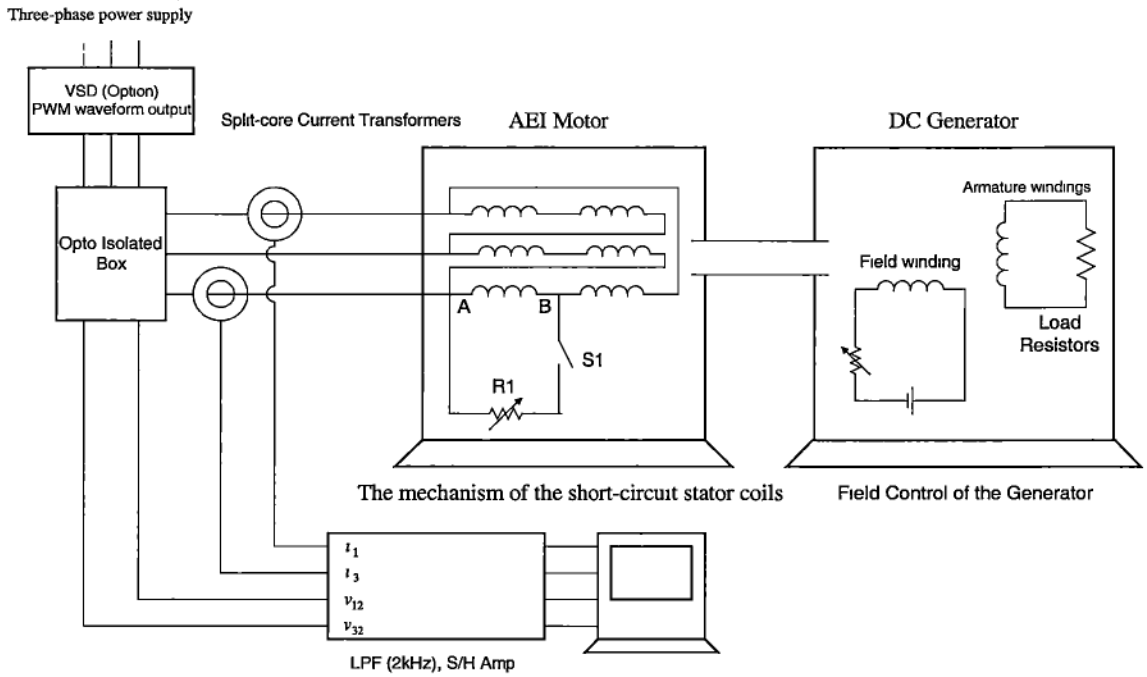 Three-phase power supply
VSD (Option)
PWM waveform output
Split-core Current Transformers
AEI Motor
DC Generator
Opto Isolated
Box
Armature windings
Field winding
Load
Resistors
A
B
S1
R1
The mechanism of the short-circuit stator coils
Field Control of the Generator
i1
i3
v12
v32
LPF (2kHz), S/H Amp